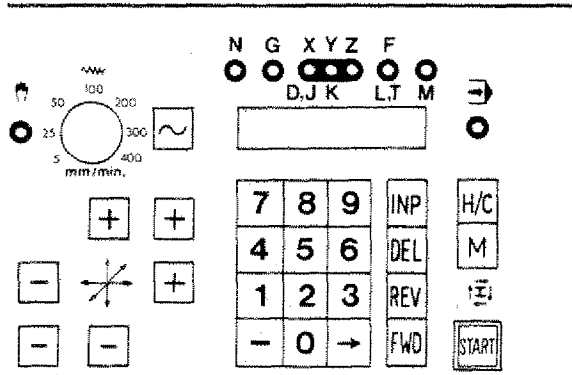 N G X Y Z F
D,J K L,T M
100
50 200
25 300
5 400
mm/min.
+ +
- +
- -
7 8 9 INP H/C
4 5 6 DEL M
1 2 3 REV
- 0 → FWD START